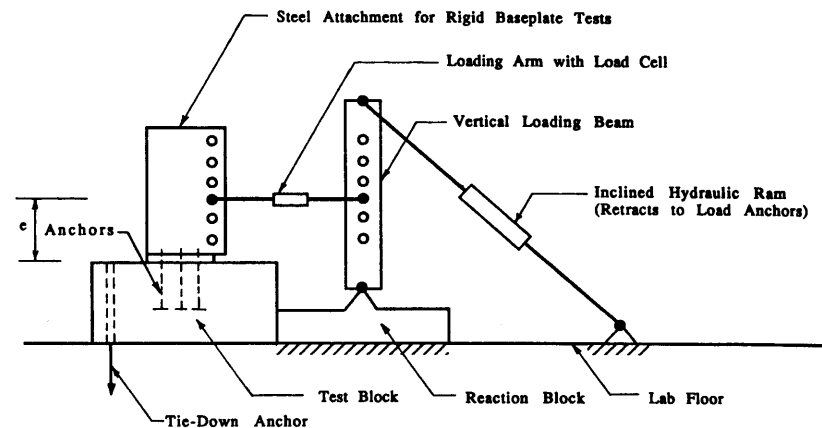 Steel Attachment for Rigid Baseplate Tests
Loading Arm with Load Cell
Vertical Loading Beam
Inclined Hydraulic Ram
(Retracts to Load Anchors)
e
Anchors
Test Block
Reaction Block
Lab Floor
Tie-Down Anchor